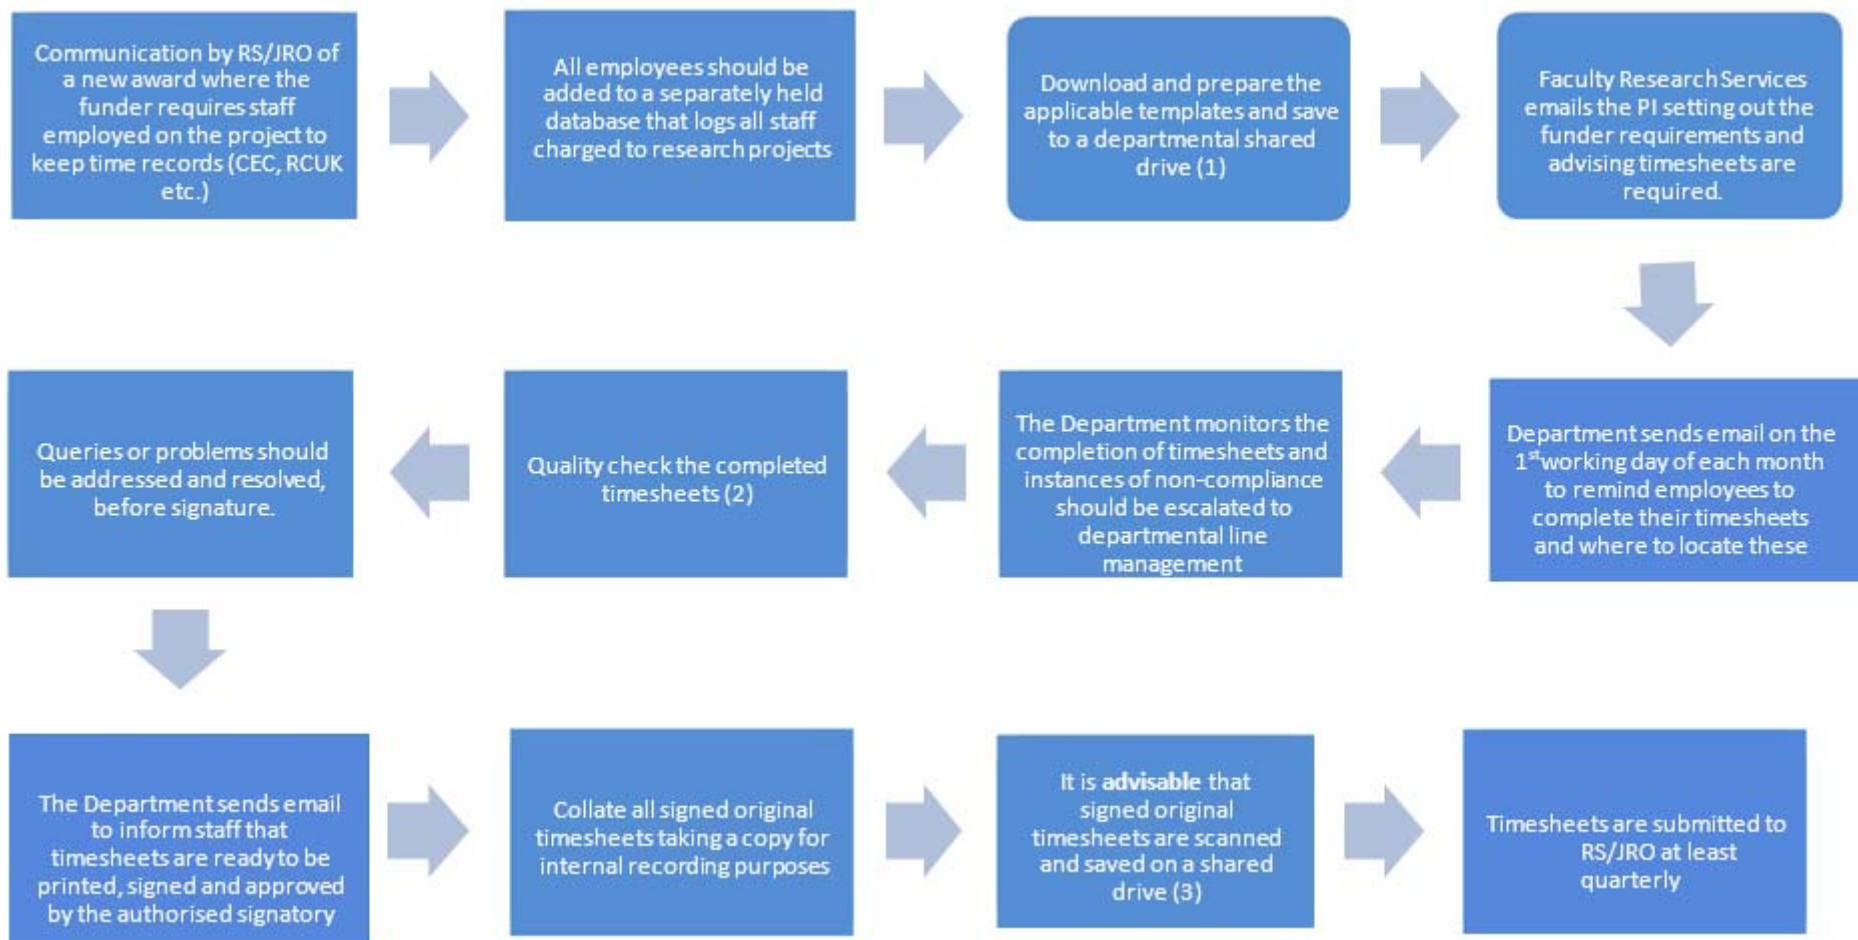 Communication by RS/JRO of
a new award where the
funder requires staff
employed on the project to
keep time records (CEC, RCUK
etc.)
All employees should be
added to a separately held
database that logs all staff
charged to research projects
Download and prepare the
applicable templates and save
to a departmental shared
drive (1)
Faculty Research Services
emails the PI setting out the
funder requirements and
advising timesheets are
required.
Department sends email on the
1st working day of each month
to remind employees to
complete their timesheets
and where to locate these
The Department monitors the
completion of timesheets and
instances of non-compliance
should be escalated to
departmental line
management
Quality check the completed
timesheets (2)
Queries or problems should
be addressed and resolved,
before signature.
The Department sends email
to inform staff that
timesheets are ready to be
printed, signed and approved
by the authorised signatory
Collate all signed original
timesheets taking a copy for
internal recording purposes
It is advisable that
signed original
timesheets are scanned
and saved on a shared
drive (3)
Timesheets are submitted to
RS/JRO at least
quarterly